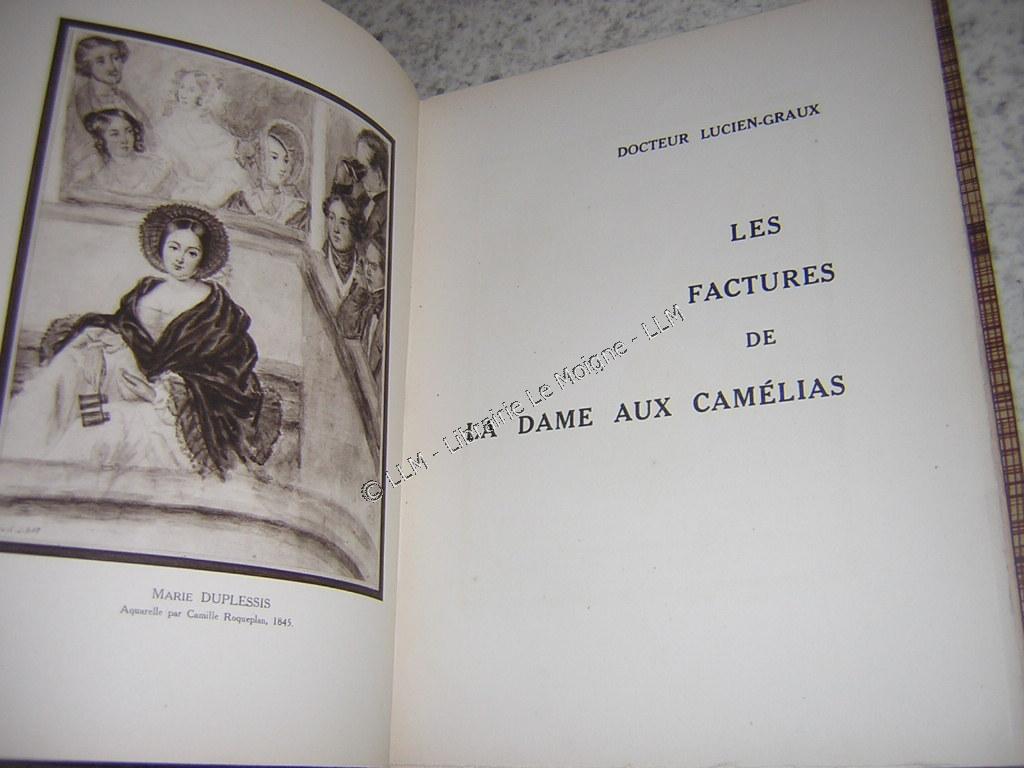 MARIE DUPLESSIS
Aquarelle par Camille Roqueplan, 1845.
DOCTEUR LUCIEN-GRAUX
LES
FACTURES
DE
LA DAME AUX CAMÉLIAS
© LLM - Librairie Le Moigne - LLM